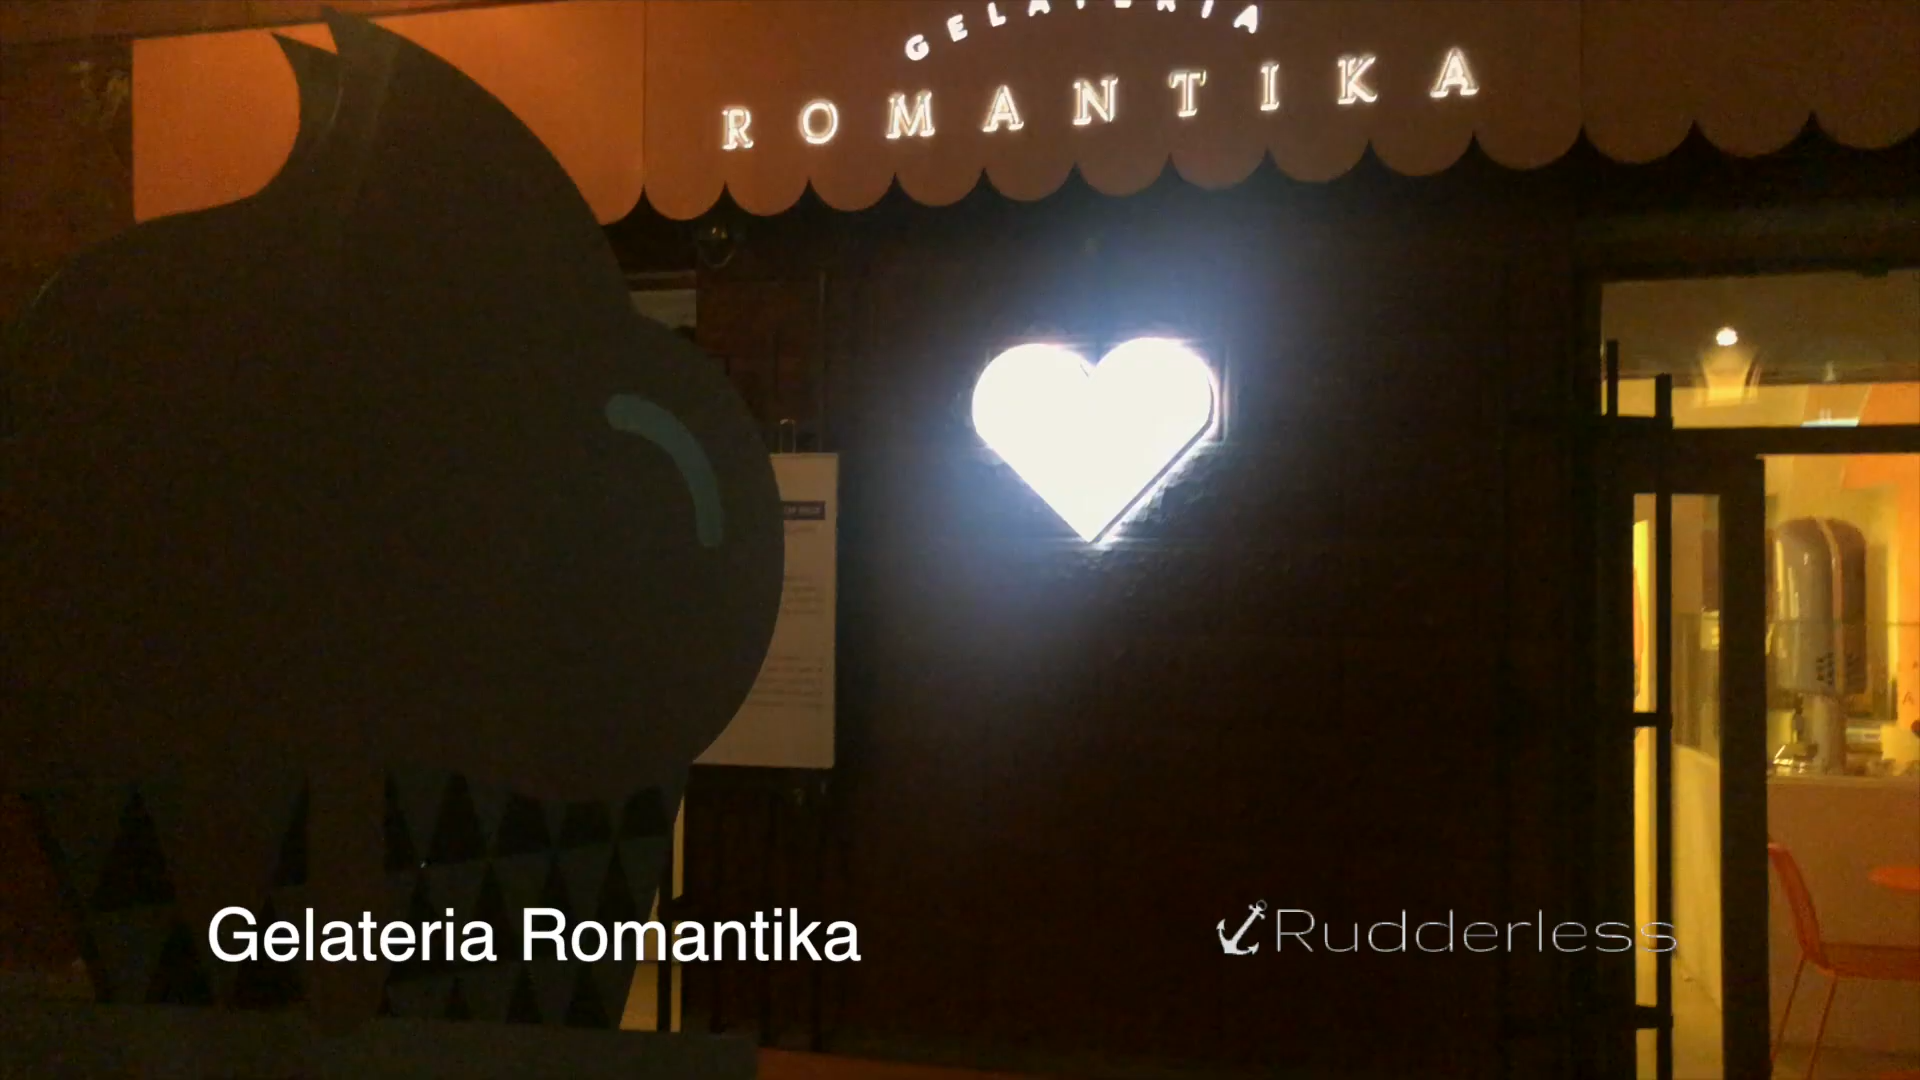 GELATERIA
ROMANTIKA
Gelateria Romantika
Rudderless